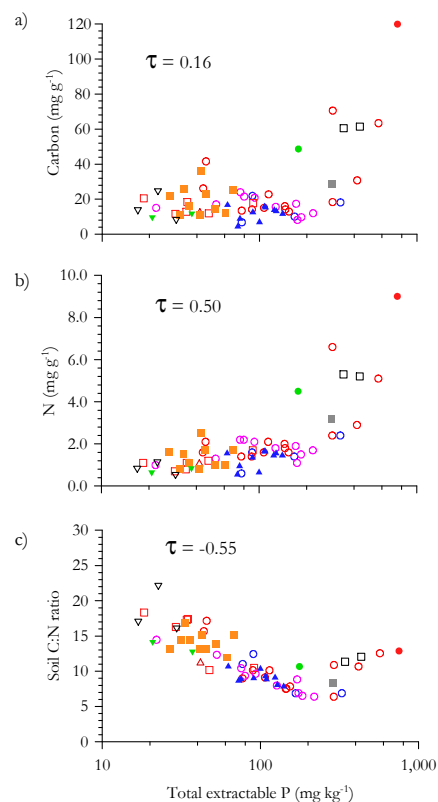 a)
120
100
80
60
40
20
0
Carbon (mg g⁻¹)
τ = 0.16
b)
10.0
8.0
6.0
4.0
2.0
0.0
N (mg g⁻¹)
τ = 0.50
c)
30
25
20
15
10
5
0
Soil C:N ratio
τ = -0.55
10 100 1,000
Total extractable P (mg kg⁻¹)